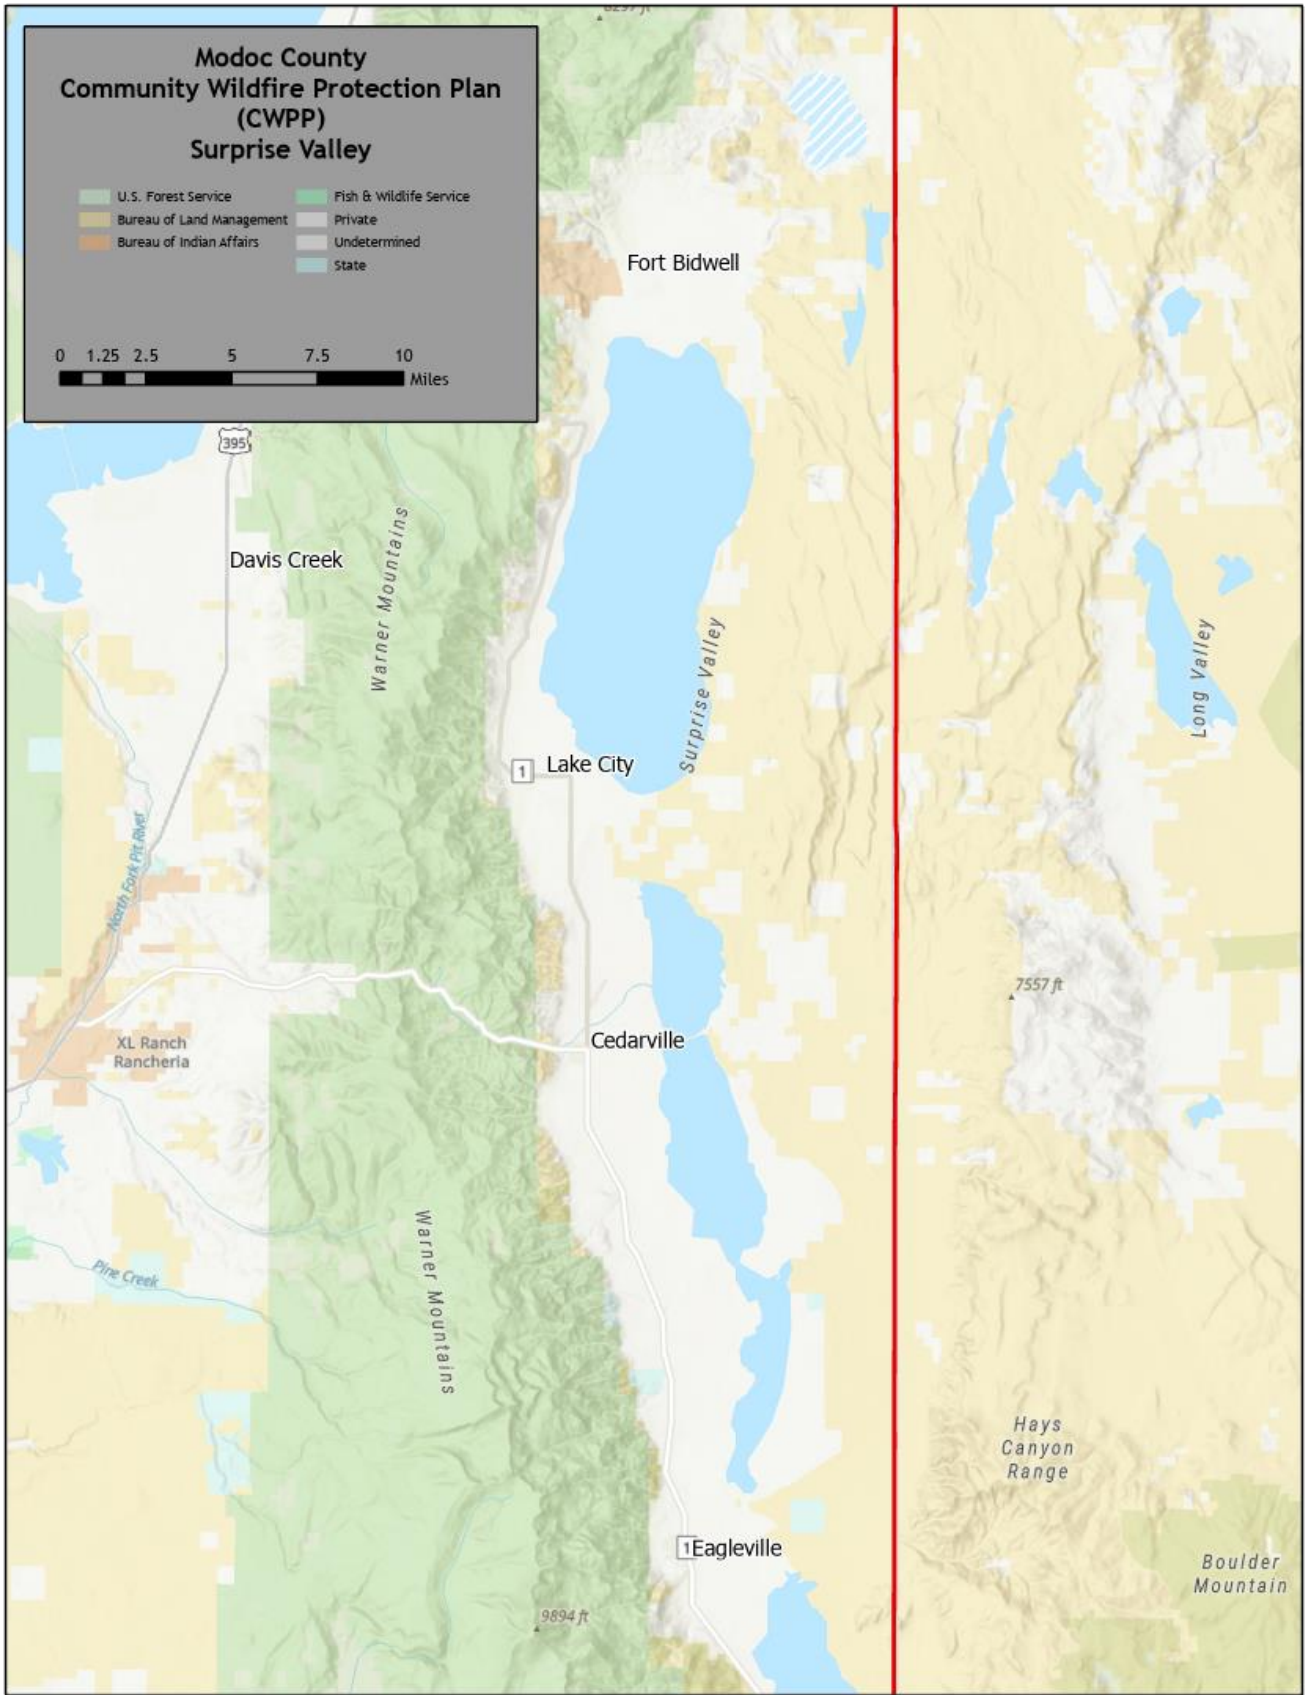 8297 ft
Modoc County
Community Wildfire Protection Plan
(CWPP)
Surprise Valley
U.S. Forest Service
Bureau of Land Management
Bureau of Indian Affairs
Fish & Wildlife Service
Private
Undetermined
State
0 1.25 2.5 5 7.5 10
Miles
Fort Bidwell
395
Davis Creek
Warner Mountains
Surprise Valley
Long Valley
1 Lake City
North Fork Pit River
7557 ft
Cedarville
XL Ranch
Rancheria
Warner Mountains
Pine Creek
Hays
Canyon
Range
1 Eagleville
Boulder
Mountain
9894 ft